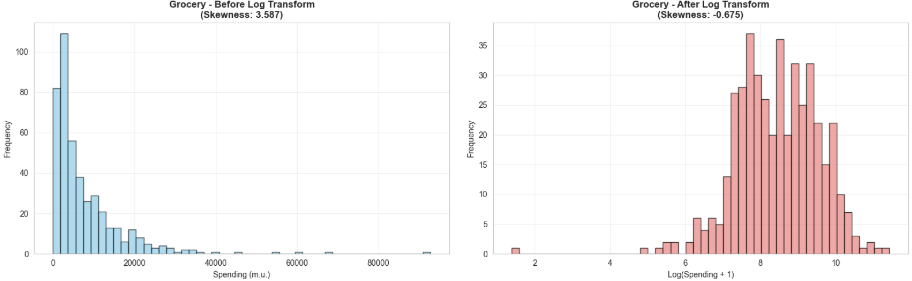 Grocery - Before Log Transform
(Skewness: 3.587)
Frequency
100
80
60
40
20
0
0 20000 40000 60000 80000
Spending (m.u.)
Grocery - After Log Transform
(Skewness: -0.675)
Frequency
35
30
25
20
15
10
5
0
2 4 6 8 10
Log(Spending + 1)